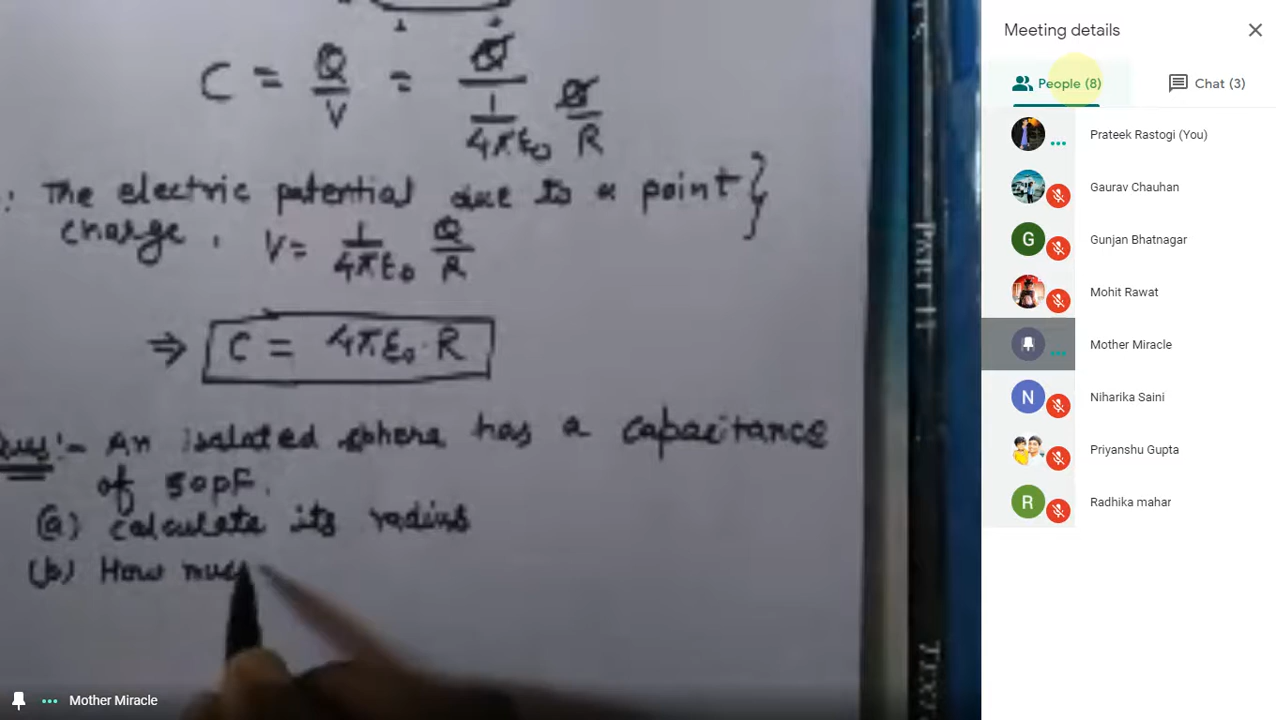 C = Q/V = Q/(1/4πε₀ Q/R)
: The electric potential due to a point }
charge, V = 1/4πε₀ Q/R
⇒ C = 4πε₀·R
Ques:- An isolated sphere has a capacitance
of 50pF.
(a) calculate its radius
(b) How muc
Mother Miracle
Meeting details
People (8)
Chat (3)
Prateek Rastogi (You)
Gaurav Chauhan
G
Gunjan Bhatnagar
Mohit Rawat
Mother Miracle
N
Niharika Saini
Priyanshu Gupta
R
Radhika mahar